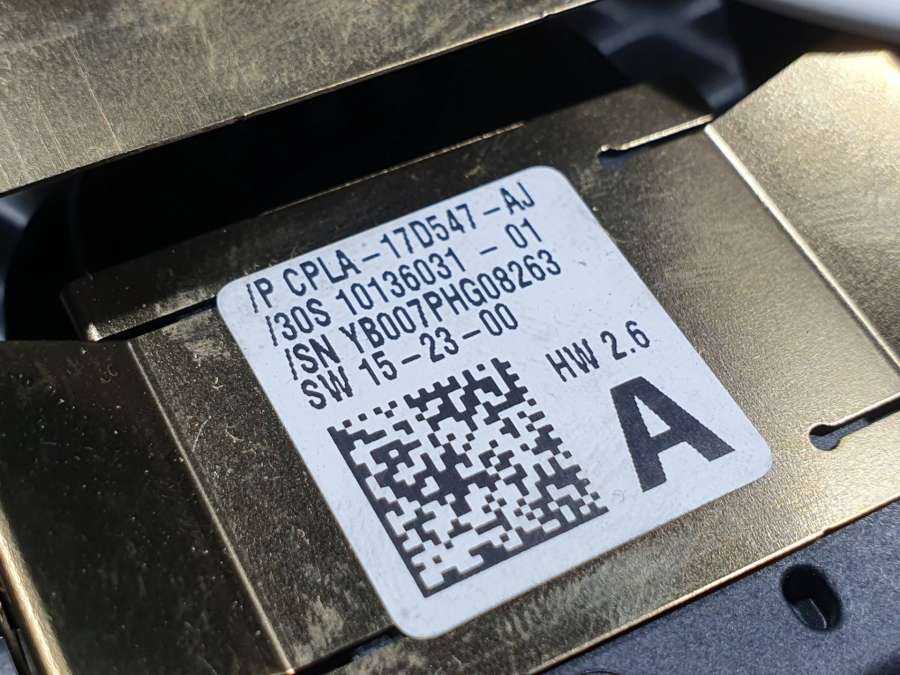 /P CPLA-17D547-AJ
/30S 10136031 - 01
/SN YB007PHG08263
SW 15-23-00
HW 2.6
A